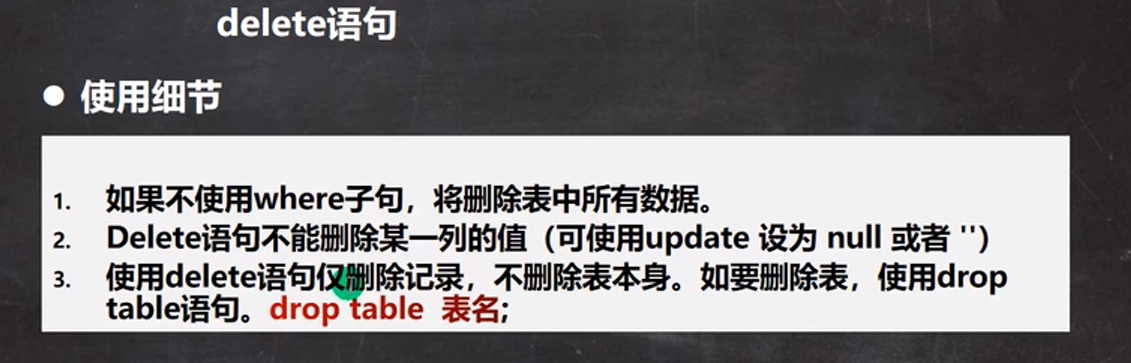 delete语句
● 使用细节
1. 如果不使用where子句，将删除表中所有数据。
2. Delete语句不能删除某一列的值（可使用update 设为 null 或者 ''）
3. 使用delete语句仅删除记录，不删除表本身。如要删除表，使用drop
table语句。drop table 表名;